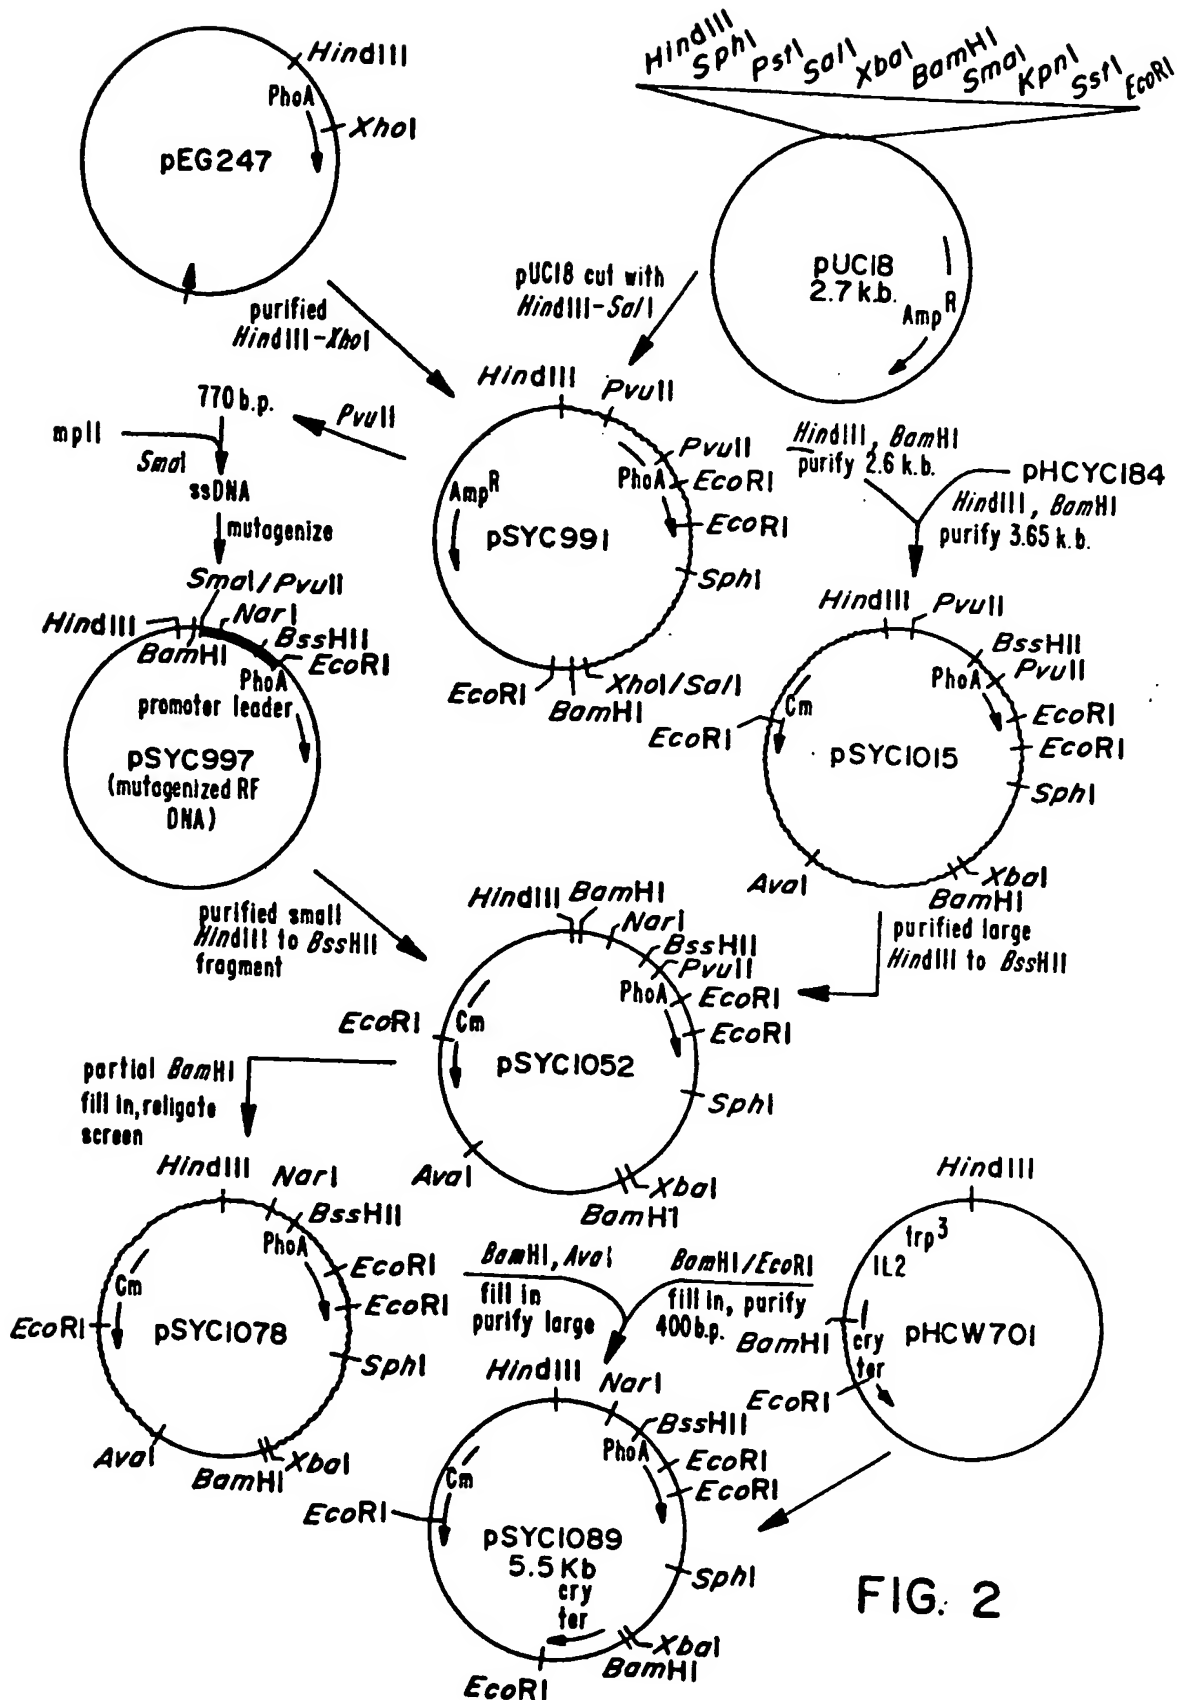 HindIII
PhoA
XhoI
pEG247
HindIII
SphI
PstI
SalI
XbaI
BamHI
SmaI
KpnI
SstI
EcoRI
pUC18
2.7 k.b.
Amp R
purified
HindIII-XhoI
pUC18 cut with
HindIII-SalI
770 b.p.
PvuII
mp11
SmaI
ssDNA
mutagenize
HindIII
PvuII
PvuII
PhoA
EcoRI
EcoRI
Amp R
pSYC991
SphI
EcoRI
BamHI
XhoI/SalI
HindIII, BamHI
purify 2.6 k.b.
pHCYC184
HindIII, BamHI
purify 3.65 k.b.
SmaI/PvuII
HindIII
NarI
BamHI
BssHII
EcoRI
PhoA
promoter leader
pSYC997
(mutagenized RF
DNA)
HindIII
PvuII
BssHII
PvuII
PhoA
EcoRI
EcoRI
Cm
EcoRI
pSYC1015
SphI
AvaI
XbaI
BamHI
purified small
HindIII to BssHII
fragment
purified large
HindIII to BssHII
HindIII
BamHI
NarI
BssHII
PvuII
PhoA
EcoRI
EcoRI
EcoRI
Cm
pSYC1052
SphI
AvaI
XbaI
BamH1
partial BamHI
fill in, religate
screen
HindIII
NarI
BssHII
PhoA
EcoRI
EcoRI
Cm
EcoRI
pSYC1078
SphI
AvaI
BamHI
XbaI
BamHI, AvaI
fill in
purify large
BamHI/EcoRI
fill in, purify
400 b.p.
HindIII
trp3
IL2
BamHI
cry
ter
EcoRI
pHCW701
HindIII
NarI
BssHII
PhoA
EcoRI
EcoRI
Cm
EcoRI
pSYC1089
5.5 Kb
cry
ter
SphI
XbaI
BamHI
EcoRI
FIG. 2